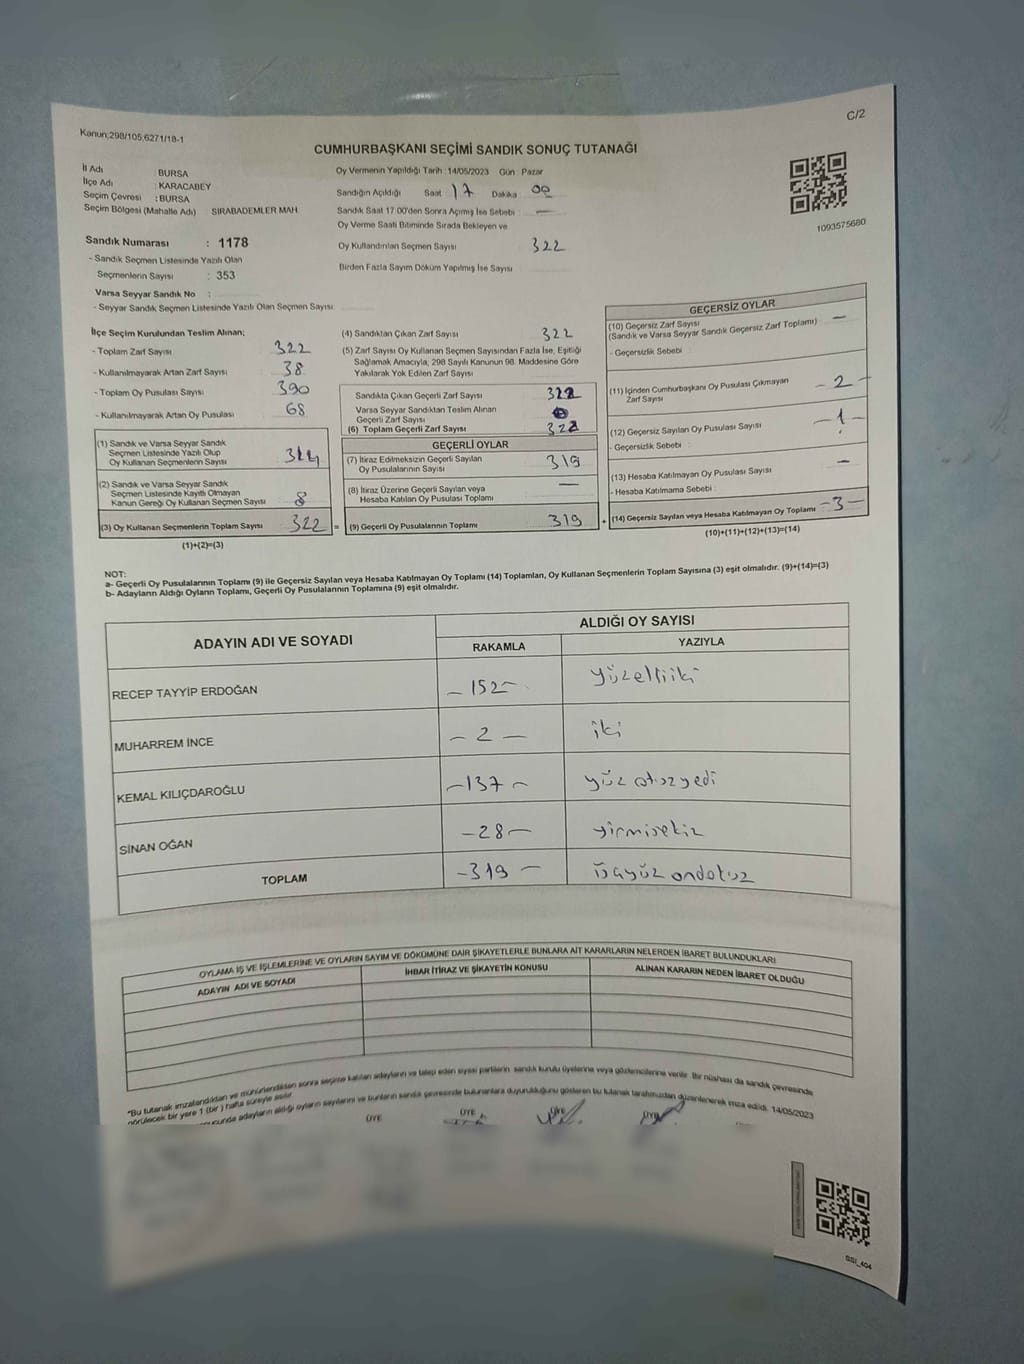 C/2
Kanun;298/105,6271/18-1
CUMHURBAŞKANI SEÇİMİ SANDIK SONUÇ TUTANAĞI
İl Adı : BURSA
İlçe Adı : KARACABEY
Seçim Çevresi : BURSA
Seçim Bölgesi (Mahalle Adı) SIRABADEMLER MAH.
Sandık Numarası : 1178
- Sandık Seçmen Listesinde Yazılı Olan
Seçmenlerin Sayısı : 353
Varsa Seyyar Sandık No :
- Seyyar Sandık Seçmen Listesinde Yazılı Olan Seçmen Sayısı
Oy Vermenin Yapıldığı Tarih : 14/05/2023 Gün : Pazar
Sandığın Açıldığı Saat 17 Dakika 00
Sandık Saat 17.00'den Sonra Açımış İse Sebebi : —
Oy Verme Saati Bitiminde Sırada Bekleyen ve
Oy Kullandırılan Seçmen Sayısı 322
Birden Fazla Sayım Döküm Yapılmış İse Sayısı
1093575680
İlçe Seçim Kurulundan Teslim Alınan;
- Toplam Zarf Sayısı 322
- Kullanılmayarak Artan Zarf Sayısı 38
- Toplam Oy Pusulası Sayısı 390
- Kullanılmayarak Artan Oy Pusulası 68
(1) Sandık ve Varsa Seyyar Sandık
Seçmen Listesinde Yazılı Olup
Oy Kullanan Seçmenlerin Sayısı
(2) Sandık ve Varsa Seyyar Sandık
Seçmen Listesinde Kayıtlı Olmayan
Kanun Gereği Oy Kullanan Seçmen Sayısı 8
(3) Oy Kullanan Seçmenlerin Toplam Sayısı 322 =
(1)+(2)=(3)
(4) Sandıktan Çıkan Zarf Sayısı 322
(5) Zarf Sayısı Oy Kullanan Seçmen Sayısından Fazla İse, Eşitliği
Sağlamak Amacıyla, 298 Sayılı Kanunun 98. Maddesine Göre
Yakılarak Yok Edilen Zarf Sayısı
Sandıkta Çıkan Geçerli Zarf Sayısı 322
Varsa Seyyar Sandıktan Teslim Alınan
Geçerli Zarf Sayısı
(6) Toplam Geçerli Zarf Sayısı 322
GEÇERLİ OYLAR
(7) İtiraz Edilmeksizin Geçerli Sayılan
Oy Pusulalarının Sayısı 319
(8) İtiraz Üzerine Geçerli Sayılan veya
Hesaba Katılan Oy Pusulası Toplamı —
(9) Geçerli Oy Pusulalarının Toplamı 319 +
GEÇERSİZ OYLAR
(10) Geçersiz Zarf Sayısı
(Sandık ve Varsa Seyyar Sandık Geçersiz Zarf Toplamı) —
- Geçersizlik Sebebi :
(11) İçinden Cumhurbaşkanı Oy Pusulası Çıkmayan
Zarf Sayısı - 2 -
(12) Geçersiz Sayılan Oy Pusulası Sayısı - 1 -
- Geçersizlik Sebebi :
(13) Hesaba Katılmayan Oy Pusulası Sayısı —
- Hesaba Katılmama Sebebi :
(14) Geçersiz Sayılan veya Hesaba Katılmayan Oy Toplamı - 3 -
(10)+(11)+(12)+(13)=(14)
NOT:
a- Geçerli Oy Pusulalarının Toplamı (9) ile Geçersiz Sayılan veya Hesaba Katılmayan Oy Toplamı (14) Toplamları, Oy Kullanan Seçmenlerin Toplam Sayısına (3) eşit olmalıdır. (9)+(14)=(3)
b- Adayların Aldığı Oyların Toplamı, Geçerli Oy Pusulalarının Toplamına (9) eşit olmalıdır.
ADAYIN ADI VE SOYADI ALDIĞI OY SAYISI
RAKAMLA YAZIYLA
RECEP TAYYİP ERDOĞAN - 152 - yüzelliiki
MUHARREM İNCE - 2 - iki
KEMAL KILIÇDAROĞLU - 137 - yüz otuzyedi
SİNAN OĞAN - 28 - yirmisekiz
TOPLAM - 319 - üçyüz ondokuz
OYLAMA İŞ VE İŞLEMLERİNE VE OYLARIN SAYIM VE DÖKÜMÜNE DAİR ŞİKAYETLERLE BUNLARA AİT KARARLARIN NELERDEN İBARET BULUNDUKLARI
ADAYIN ADI VE SOYADI İHBAR İTİRAZ VE ŞİKAYETİN KONUSU ALINAN KARARIN NEDEN İBARET OLDUĞU
*Bu tutanak imzalandıktan ve mühürlendikten sonra seçime katılan adayların ve talep eden siyasi partilerin sandık kurulu üyelerine veya gözlemcilerine verilir. Bir nüshası da sandık çevresinde
görülecek bir yere 1 (bir) hafta süreyle asılır.
sonucunda adayların aldığı oyların sayılarını ve bunların sandık çevresinde bulunanlara duyurulduğunu gösteren bu tutanak tarafımızdan düzenlenerek imza edildi. 14/05/2023
ÜYE ÜYE ÜYE ÜYE
SSI_404